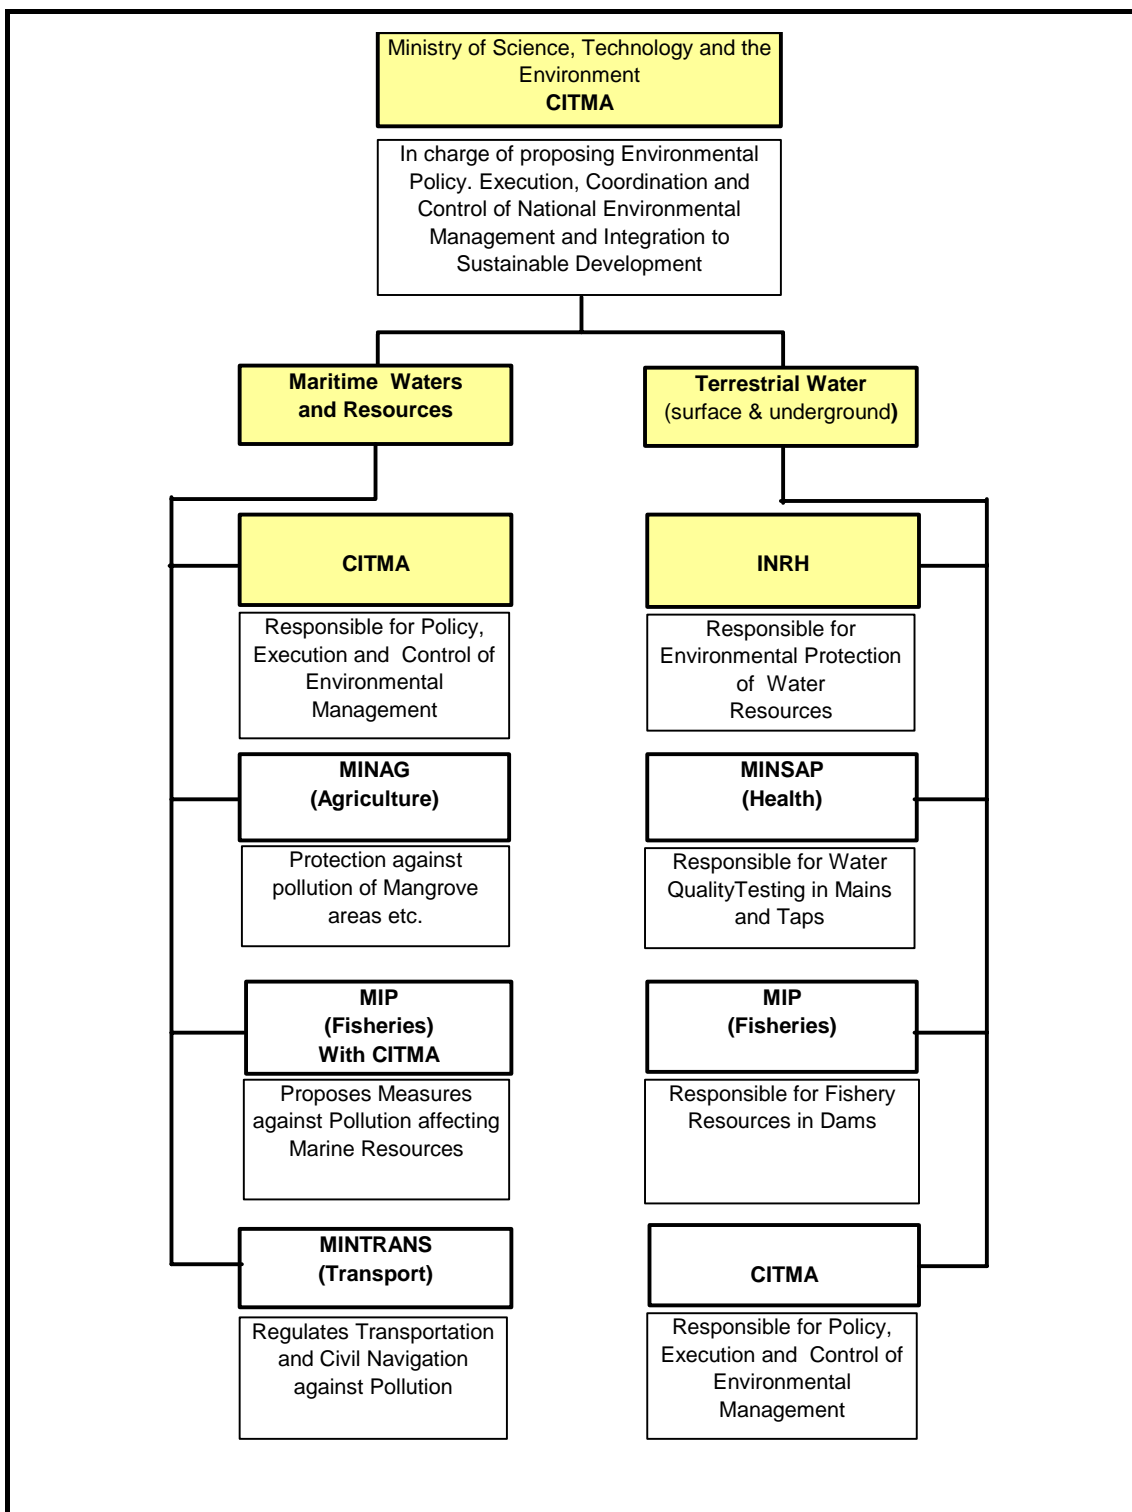 Ministry of Science, Technology and the
Environment
CITMA
In charge of proposing Environmental
Policy. Execution, Coordination and
Control of National Environmental
Management and Integration to
Sustainable Development
Maritime Waters
and Resources
Terrestrial Water
(surface & underground)
CITMA
Responsible for Policy,
Execution and Control of
Environmental
Management
INRH
Responsible for
Environmental Protection
of Water
Resources
MINAG
(Agriculture)
Protection against
pollution of Mangrove
areas etc.
MINSAP
(Health)
Responsible for Water
QualityTesting in Mains
and Taps
MIP
(Fisheries)
With CITMA
Proposes Measures
against Pollution affecting
Marine Resources
MIP
(Fisheries)
Responsible for Fishery
Resources in Dams
MINTRANS
(Transport)
Regulates Transportation
and Civil Navigation
against Pollution
CITMA
Responsible for Policy,
Execution and Control of
Environmental
Management